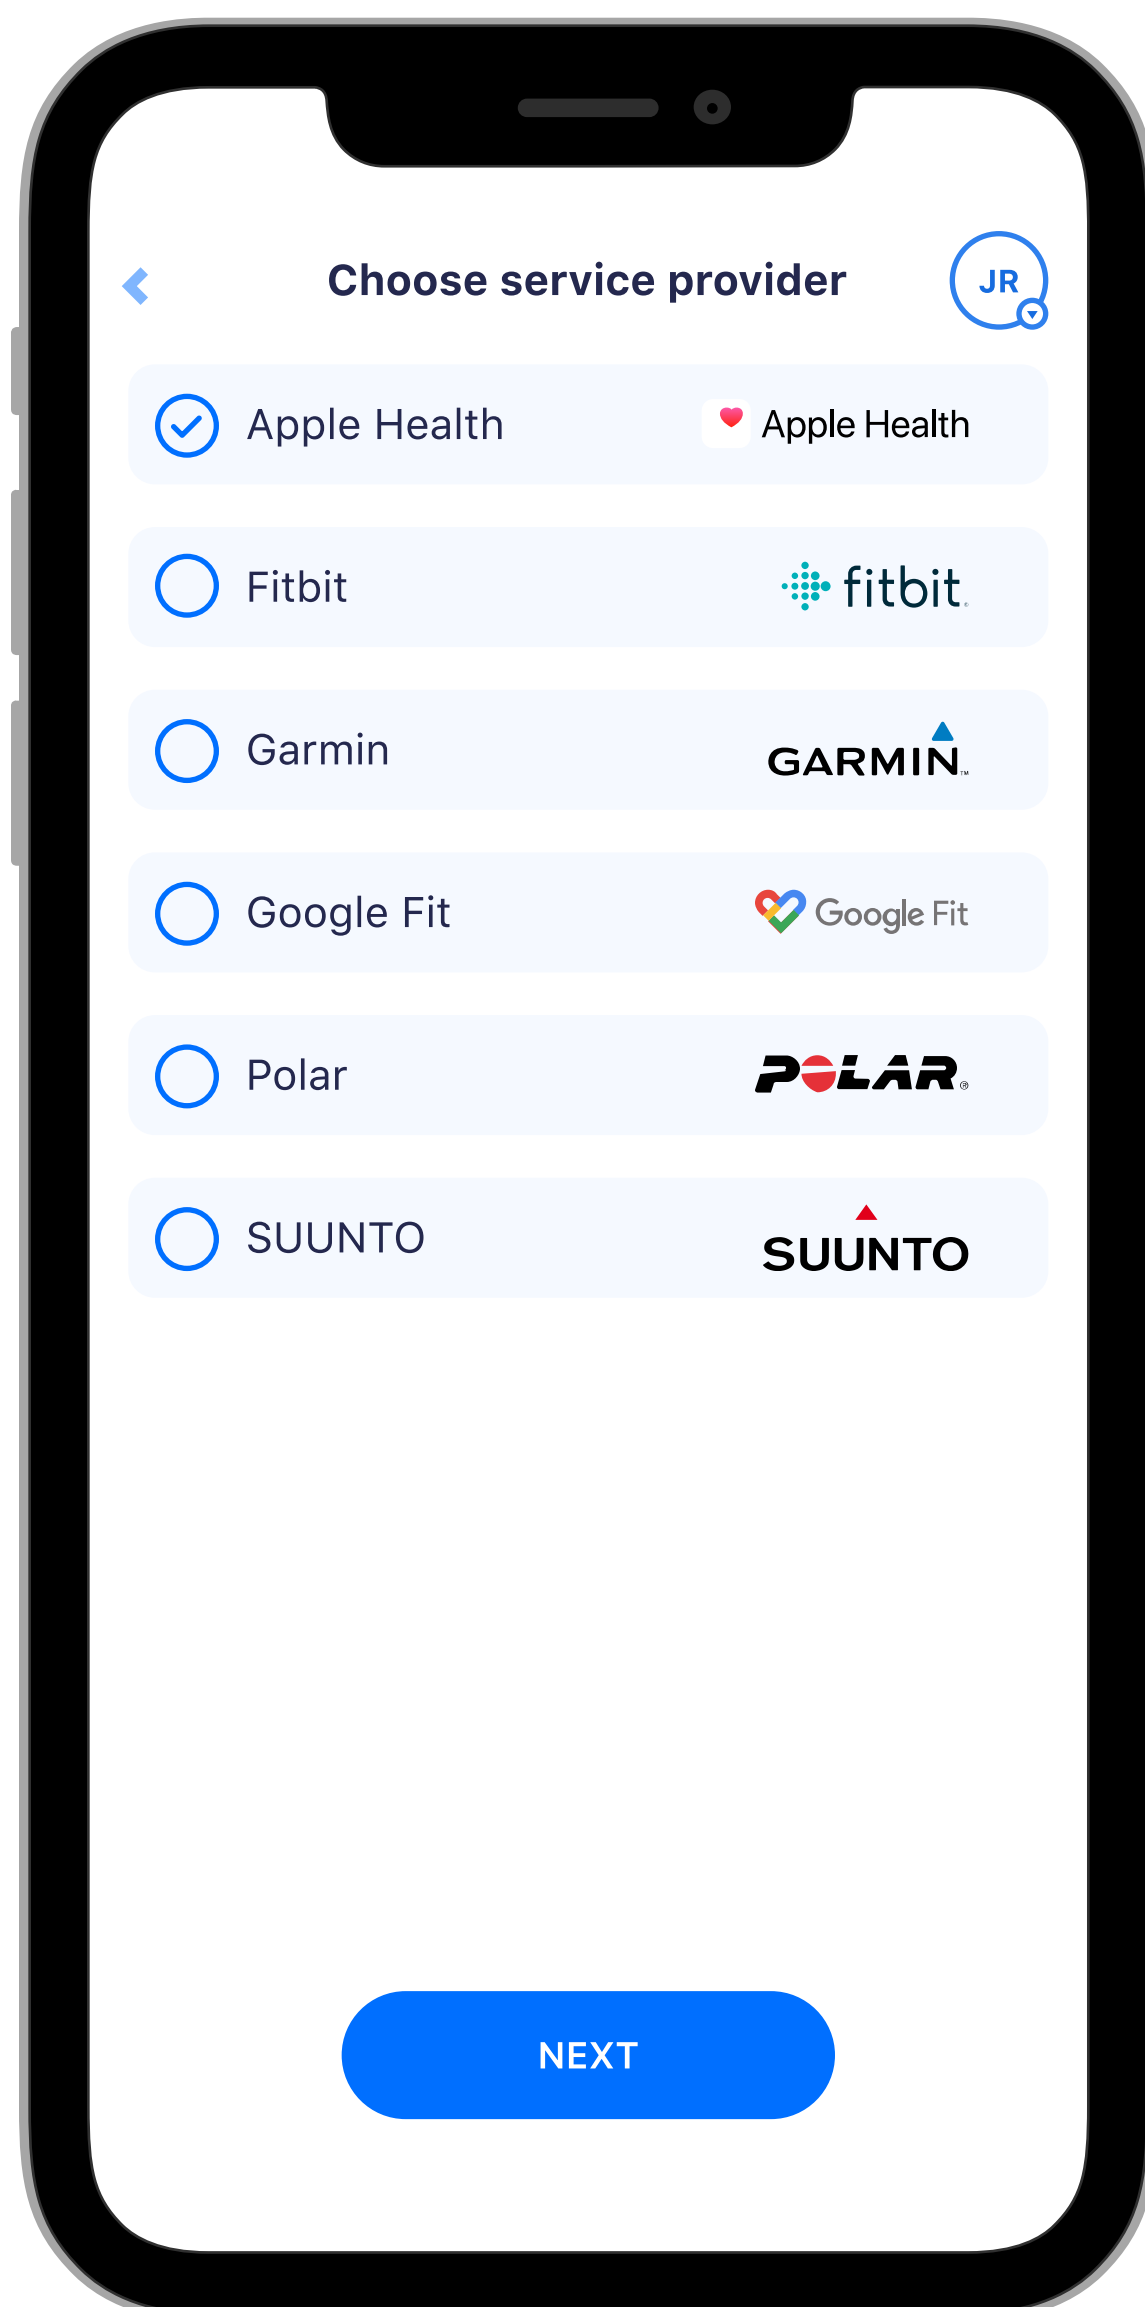 Choose service provider
JR
Apple Health Apple Health
Fitbit fitbit®
Garmin GARMIN™
Google Fit Google Fit
Polar POLAR®
SUUNTO SUUNTO
NEXT